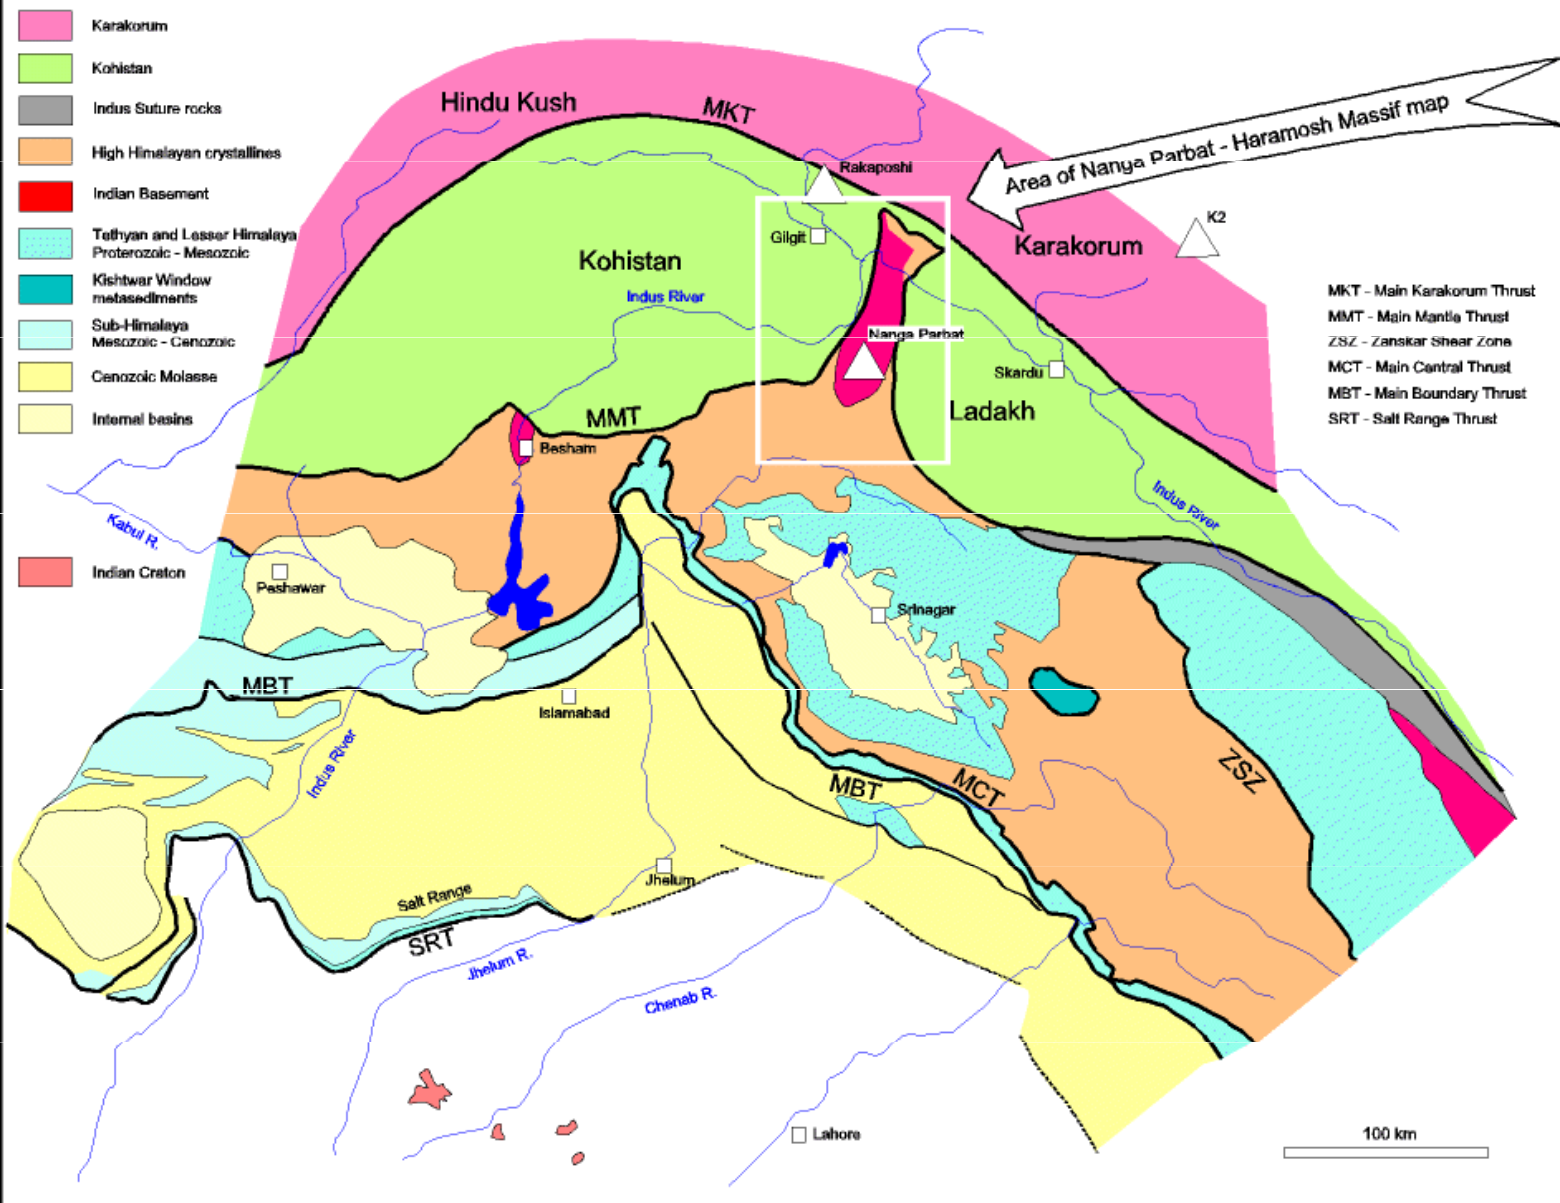 Karakorum
Kohistan
Indus Suture rocks
High Himalayan crystallines
Indian Basement
Tethyan and Lesser Himalaya
Proterozoic - Mesozoic
Kishtwar Window
metasediments
Sub-Himalaya
Mesozoic - Cenozoic
Cenozoic Molasse
Internal basins
Indian Craton
Hindu Kush
MKT
Area of Nanga Parbat - Haramosh Massif map
Rakaposhi
K2
Gilgit
Karakorum
Kohistan
Indus River
MKT - Main Karakorum Thrust
MMT - Main Mantle Thrust
ZSZ - Zanskar Shear Zone
MCT - Main Central Thrust
MBT - Main Boundary Thrust
SRT - Salt Range Thrust
Nanga Parbat
Skardu
Ladakh
MMT
Besham
Indus River
Kabul R.
Peshawar
Srinagar
MBT
Islamabad
Indus River
ZSZ
MBT
MCT
Jhelum
Salt Range
SRT
Jhelum R.
Chenab R.
Lahore
100 km